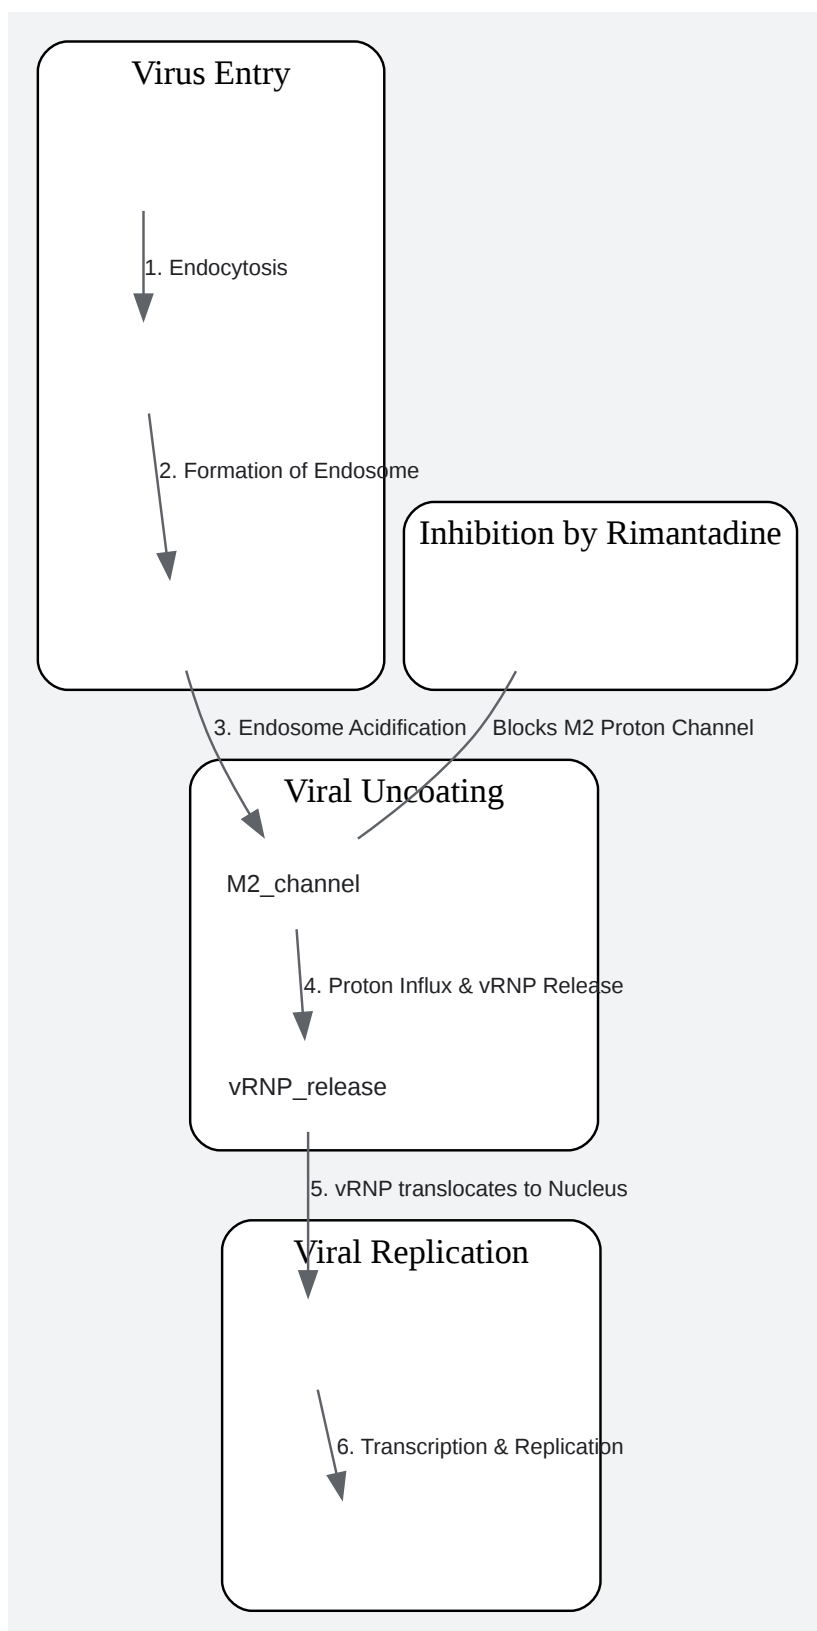 Virus Entry
1. Endocytosis
2. Formation of Endosome
Inhibition by Rimantadine
3. Endosome Acidification
Blocks M2 Proton Channel
Viral Uncoating
M2_channel
4. Proton Influx & vRNP Release
vRNP_release
5. vRNP translocates to Nucleus
Viral Replication
6. Transcription & Replication